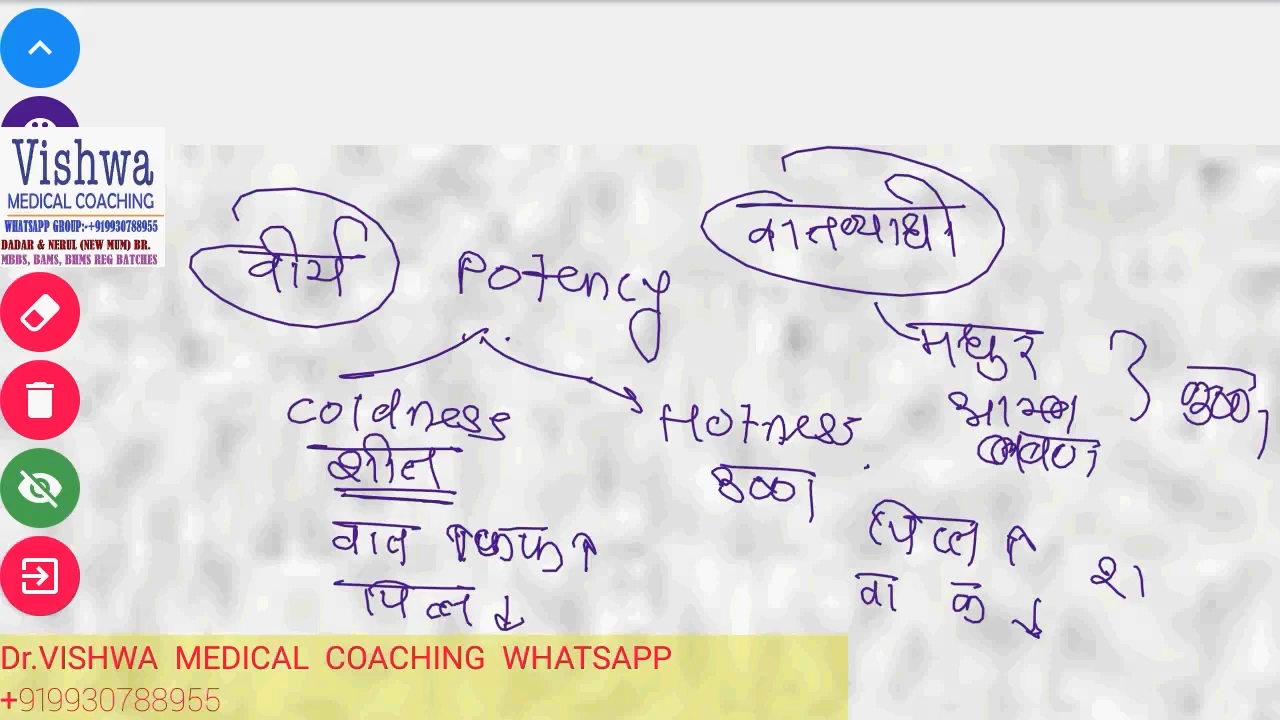 Vishwa
MEDICAL COACHING
WHATSAPP GROUP:-+919930788955
DADAR & NERUL (NEW MUM) BR.
MBBS, BAMS, BHMS REG BATCHES
वीर्य
Potency
वातव्याधी
coldness
शीत
वात ↑ कफ ↑
पित्त ↓
Hotness
उष्ण
मधुर
आम्ल
लवण
} उष्ण
पित्त ↑
वा क ↓
Dr.VISHWA MEDICAL COACHING WHATSAPP
+919930788955